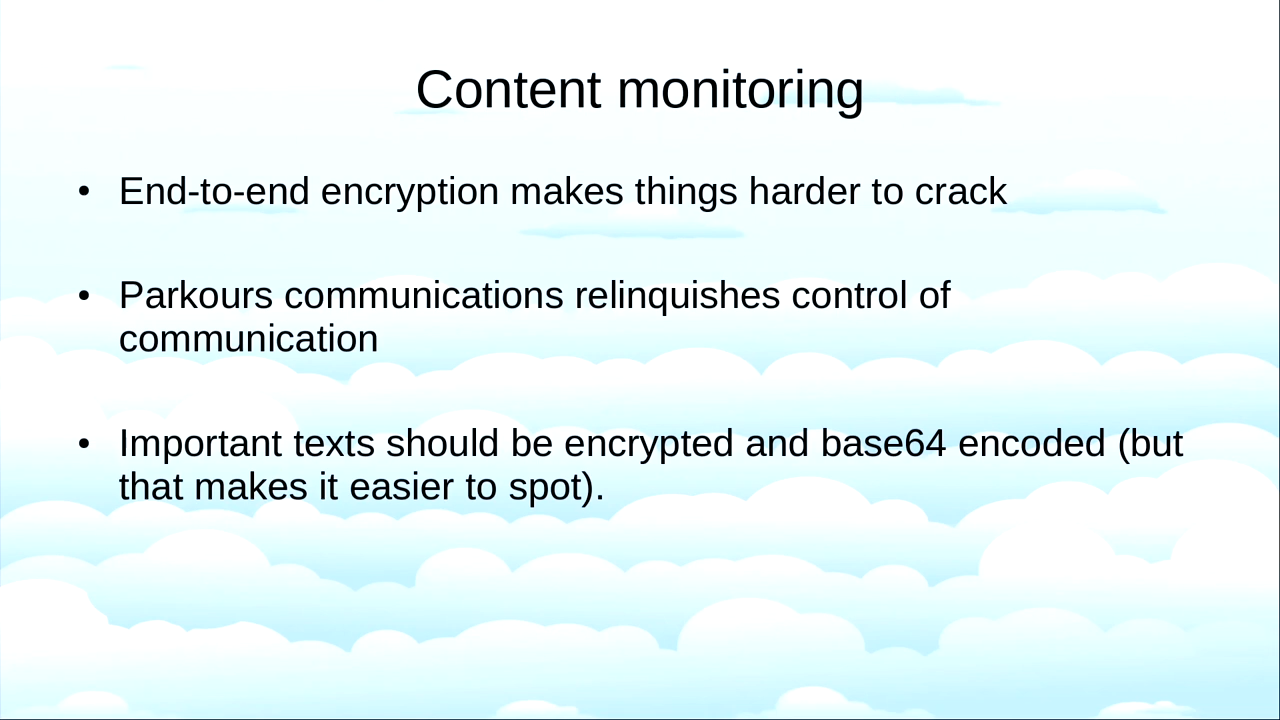 Content monitoring
• End-to-end encryption makes things harder to crack
• Parkours communications relinquishes control of
communication
• Important texts should be encrypted and base64 encoded (but
that makes it easier to spot).